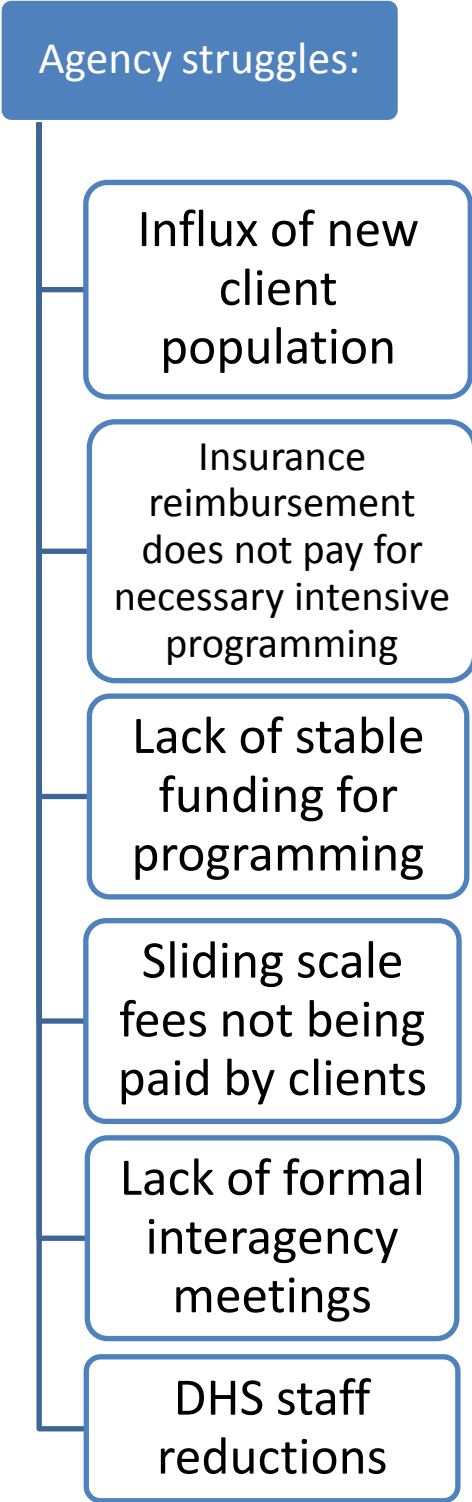 Agency struggles:
Influx of new
client
population
Insurance
reimbursement
does not pay for
necessary intensive
programming
Lack of stable
funding for
programming
Sliding scale
fees not being
paid by clients
Lack of formal
interagency
meetings
DHS staff
reductions